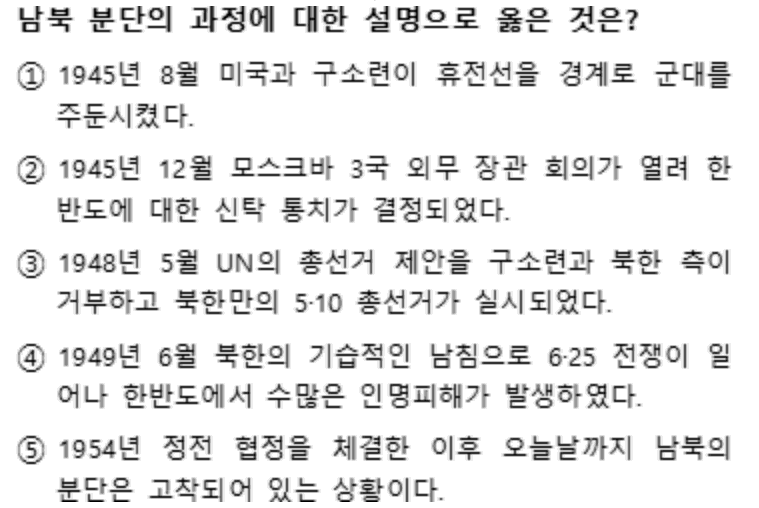 남북 분단의 과정에 대한 설명으로 옳은 것은?
① 1945년 8월 미국과 구소련이 휴전선을 경계로 군대를
주둔시켰다.
② 1945년 12월 모스크바 3국 외무 장관 회의가 열려 한
반도에 대한 신탁 통치가 결정되었다.
③ 1948년 5월 UN의 총선거 제안을 구소련과 북한 측이
거부하고 북한만의 5·10 총선거가 실시되었다.
④ 1949년 6월 북한의 기습적인 남침으로 6·25 전쟁이 일
어나 한반도에서 수많은 인명피해가 발생하였다.
⑤ 1954년 정전 협정을 체결한 이후 오늘날까지 남북의
분단은 고착되어 있는 상황이다.